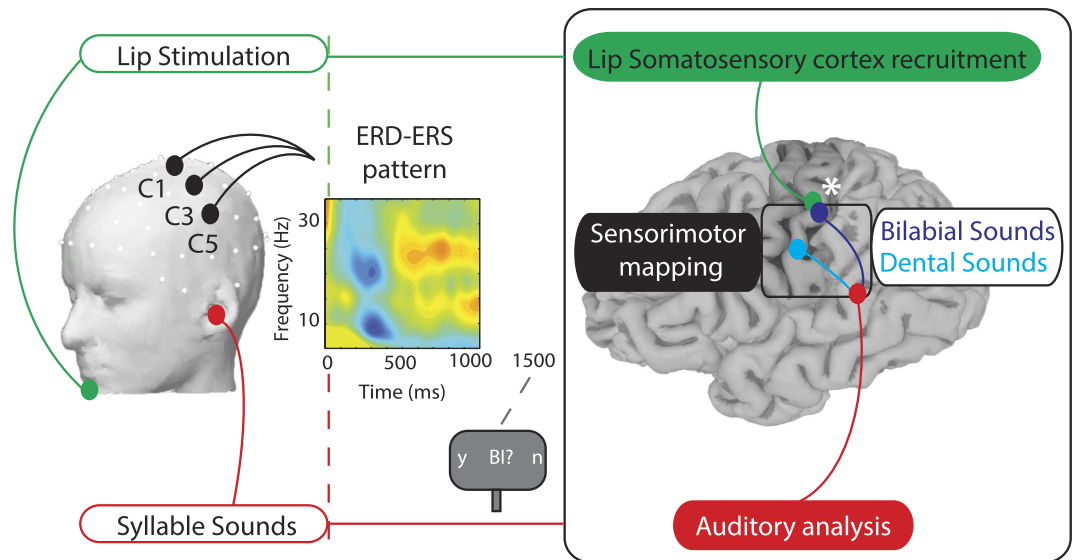 Lip Stimulation
Lip Somatosensory cortex recruitment
ERD-ERS
pattern
C1
C3
C5
*
Sensorimotor
mapping
Bilabial Sounds
Dental Sounds
Frequency (Hz)
30
10
0 500 1000 1500
Time (ms)
y BI? n
Syllable Sounds
Auditory analysis